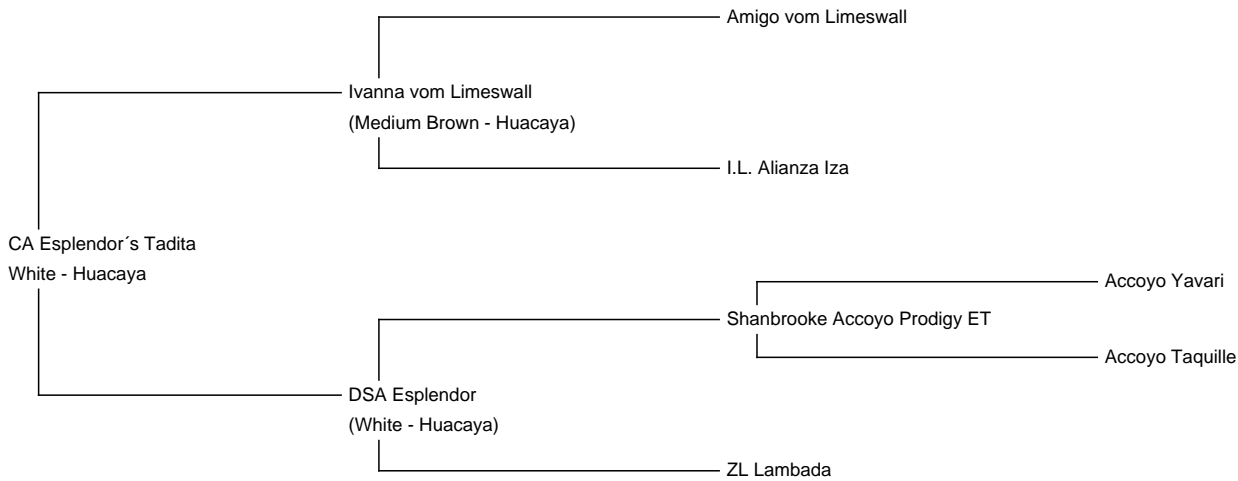 Amigo vom Limeswall
Ivanna vom Limeswall
(Medium Brown - Huacaya)
I.L. Alianza Iza
CA Esplendor´s Tadita
White - Huacaya
Accoyo Yavari
Shanbrooke Accoyo Prodigy ET
Accoyo Taquille
DSA Esplendor
(White - Huacaya)
ZL Lambada